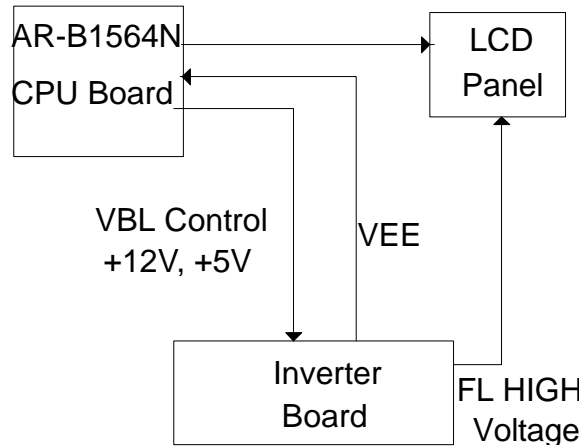 AR-B1564N
CPU Board
LCD
Panel
VBL Control
+12V, +5V
VEE
Inverter
Board
FL HIGH
Voltage